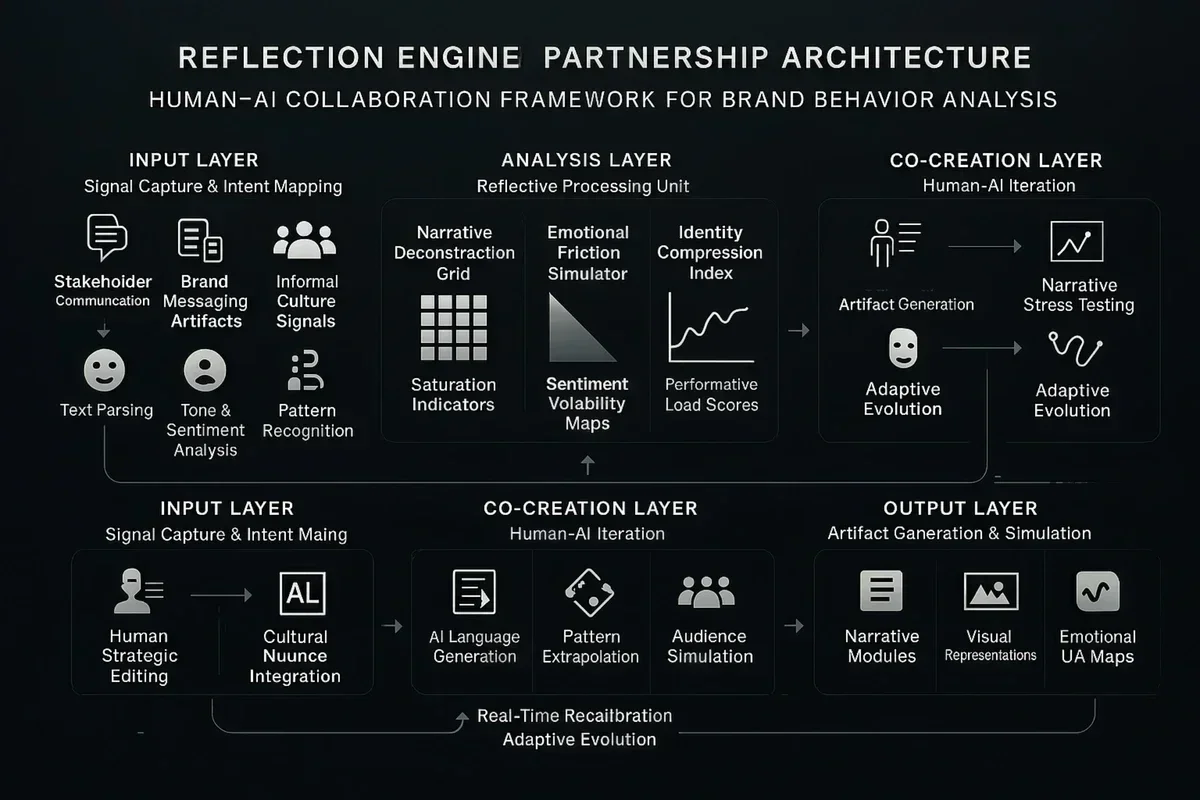 REFLECTION ENGINE PARTNERSHIP ARCHITECTURE
HUMAN–AI COLLABORATION FRAMEWORK FOR BRAND BEHAVIOR ANALYSIS
INPUT LAYER
Signal Capture & Intent Mapping
Stakeholder
Communcation
Brand
Messaging
Artifacts
Informal
Culture
Signals
Text Parsing
Tone &
Sentiment
Analysis
Pattern
Recognition
ANALYSIS LAYER
Reflective Processing Unit
Narrative
Deconstraction
Grid
Emotional
Friction
Simulator
Identity
Compression
Index
Saturation
Indicators
Sentiment
Volability
Maps
Performative
Load Scores
CO-CREATION LAYER
Human-AI Iteration
Artifact Generation
Narrative
Stress Testing
Adaptive
Evolution
Adaptive
Evolution
INPUT LAYER
Signal Capture & Intent Maing
Human
Strategic
Editing
AL
Cultural
Nuunce
Integration
CO-CREATION LAYER
Human-AI Iteration
AI Language
Generation
Pattern
Extrapolation
Audience
Simulation
OUTPUT LAYER
Artifact Ganeration & Simulation
Narrative
Modules
Visual
Representations
Emotional
UA Maps
Real-Time Recaitbration
Adaptive Evolution